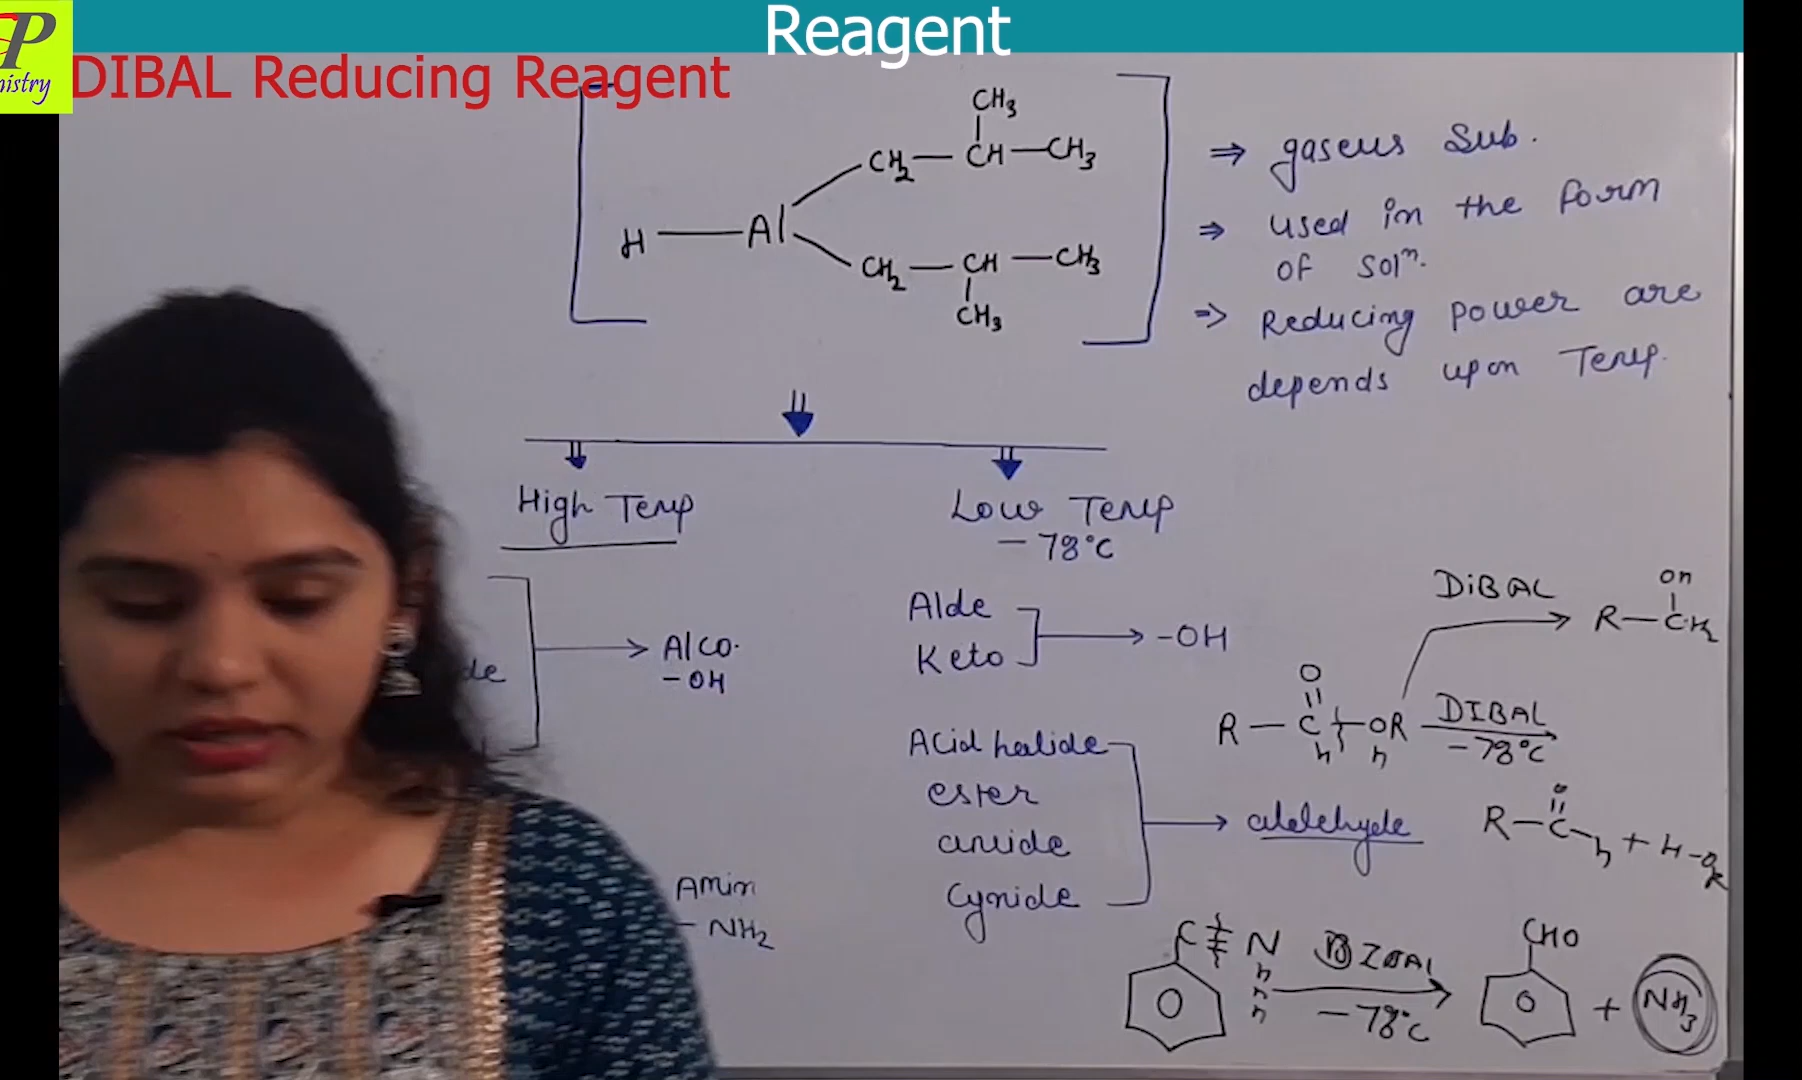 Reagent
P
mistry
DIBAL Reducing Reagent
CH3
CH2 — CH — CH3
H — Al
CH2 — CH — CH3
CH3
⇒ gaseus Sub.
⇒ used in the form
of solⁿ.
⇒ Reducing power are
depends upon Temp.
High Temp
Low Temp
-78°C
de
Alco.
-OH
Amin
- NH2
Alde
Keto
-OH
Acid halide
ester
amide
Cynide
aldehyde
DiBAL
R — CH2
O
R — C — OR
h h
DIBAL
-78°C
O
R — C — h + H-OR
C ≡ N
h
h
h
DIBAL
-78°C
CHO
+ NH3